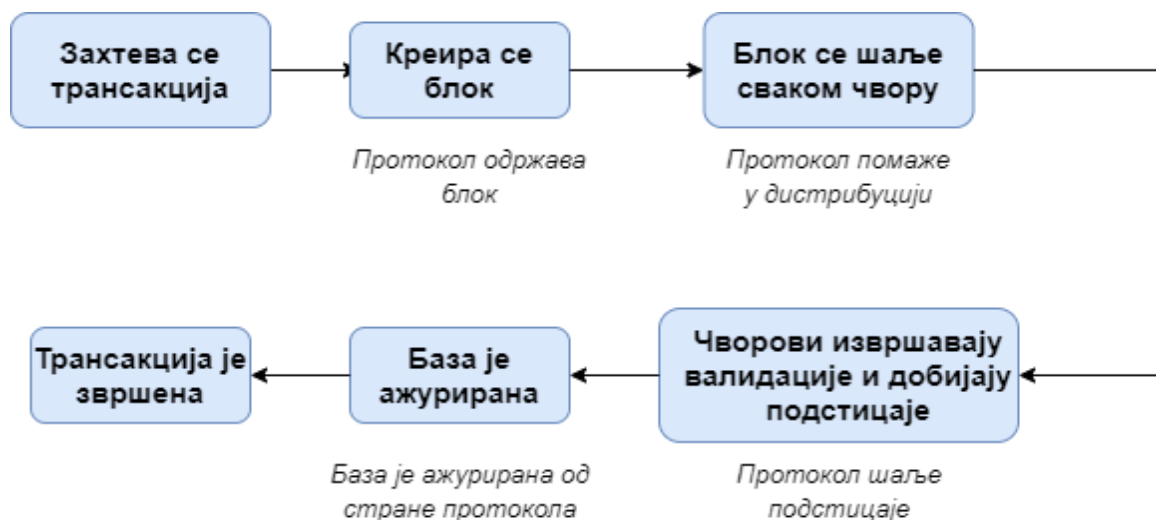 Захтева се
трансакција
Креира се
блок
Блок се шаље
сваком чвору
Протокол одржава
блок
Протокол помаже
у дистрибуцији
Чворови извршавају
валидације и добијају
подстицаје
Протокол шаље
подстицаје
База је
ажурирана
База је ажурирана од
стране протокола
Трансакција је
звршена